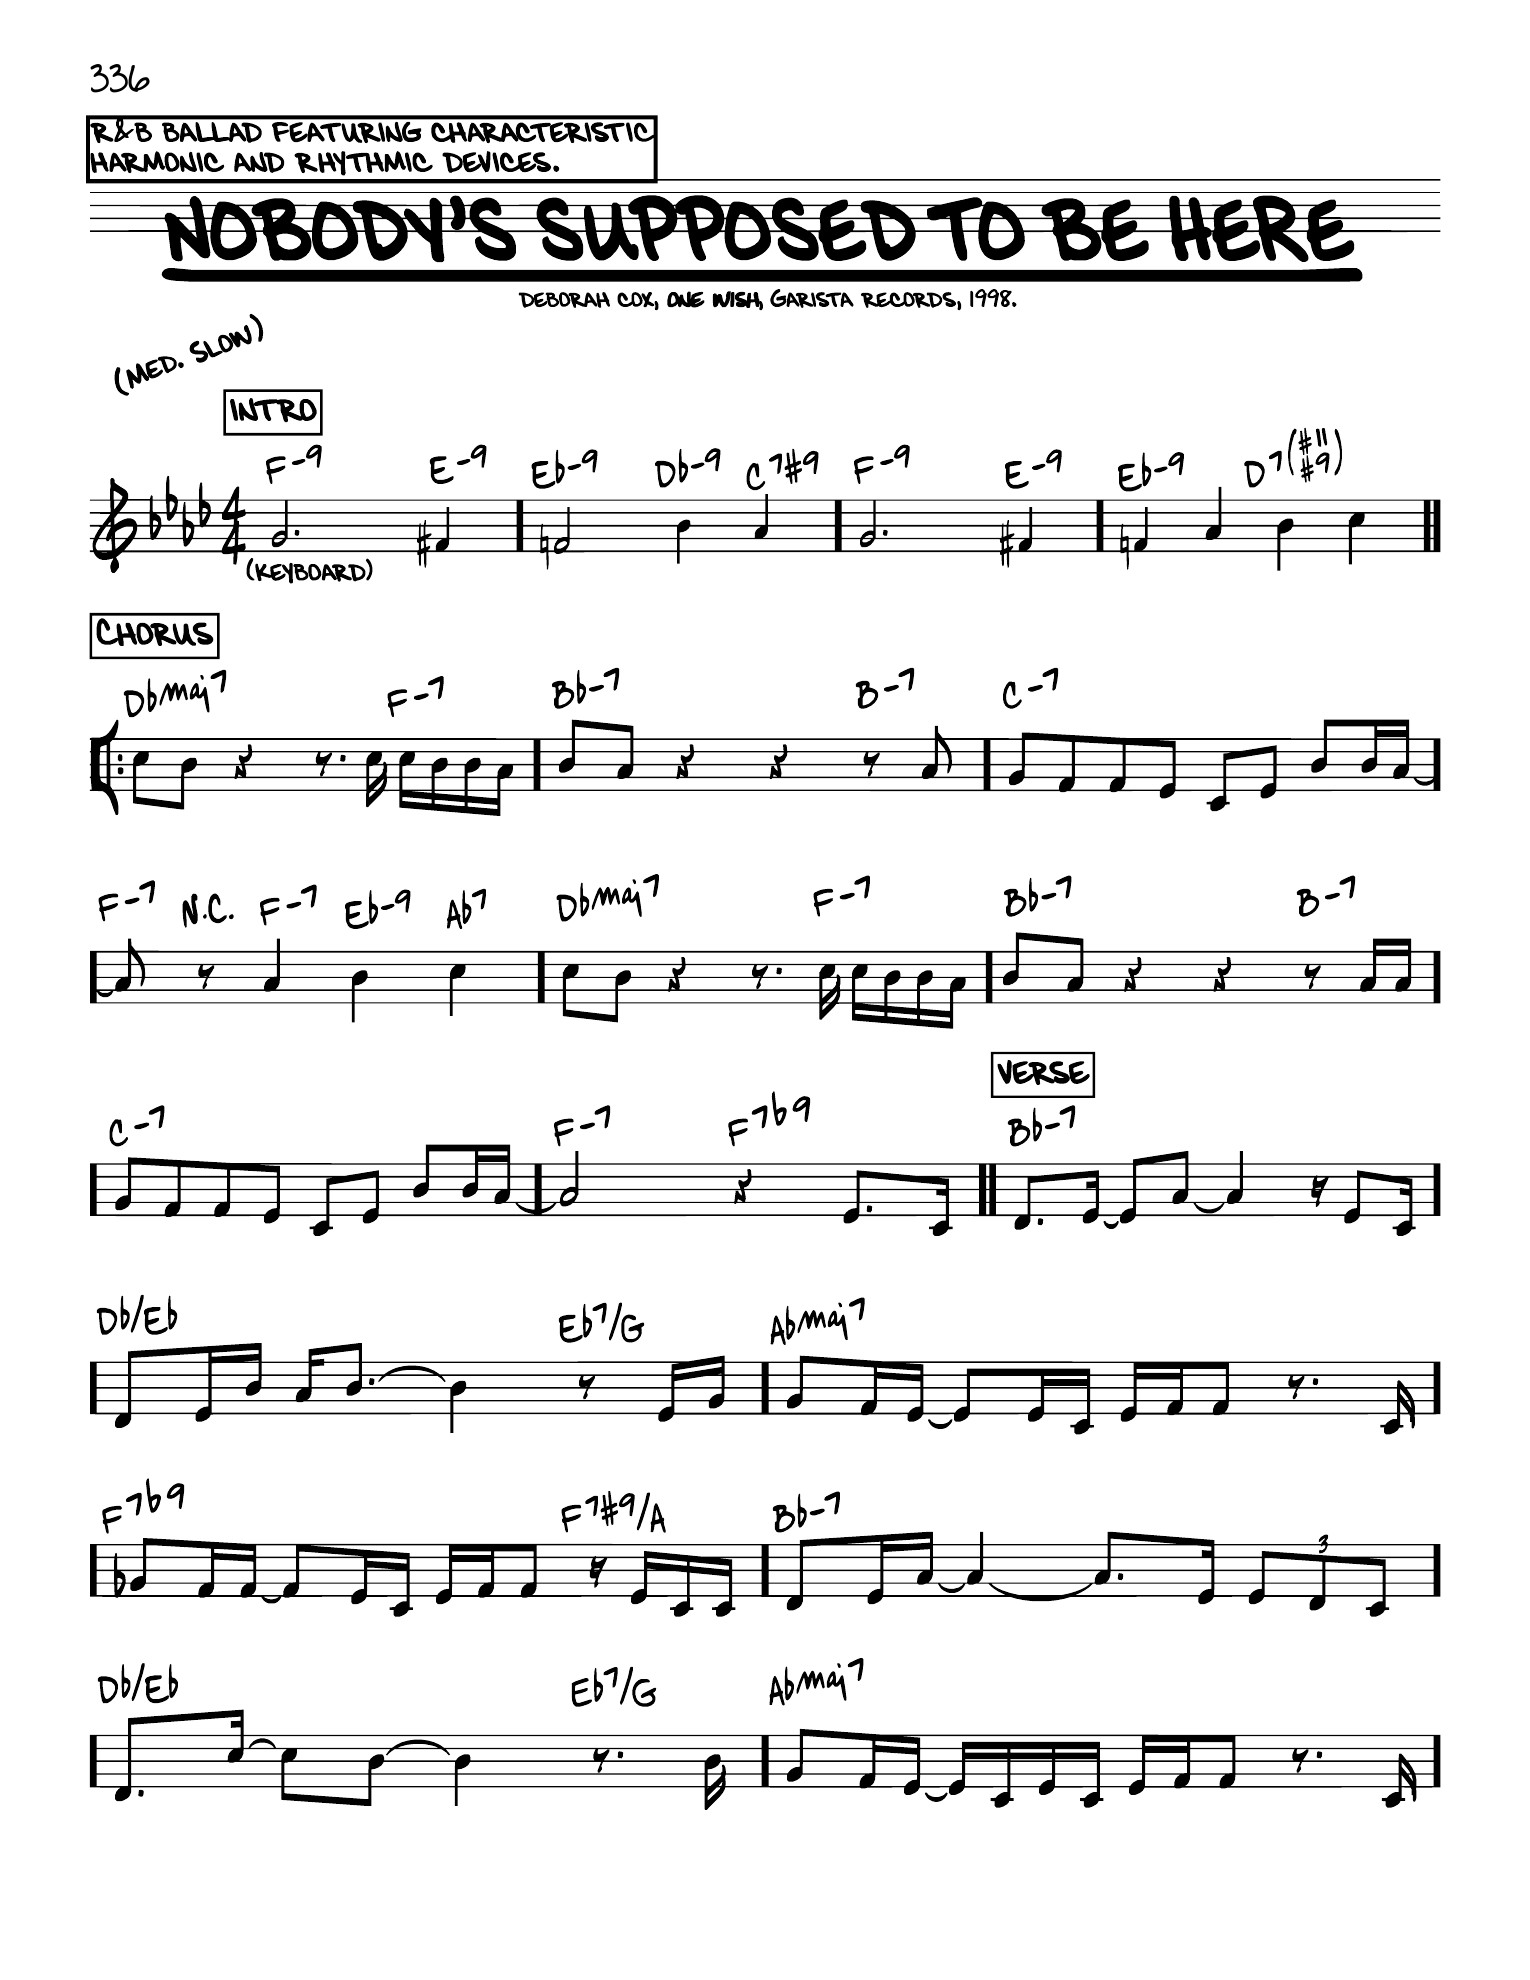 336
R&B BALLAD FEATURING CHARACTERISTIC
HARMONIC AND RHYTHMIC DEVICES.
NOBODY'S SUPPOSED TO BE HERE
DEBORAH COX, ONE WISH, GARISTA RECORDS, 1998.
(MED. SLOW)
INTRO
F-9 E-9 Eb-9 Db-9 C7#9 F-9 E-9 Eb-9 D7(#11 #9)
4/4
(KEYBOARD)
CHORUS
Dbmaj7 F-7 Bb-7 B-7 C-7
F-7 N.C. F-7 Eb-9 Ab7 Dbmaj7 F-7 Bb-7 B-7
VERSE
C-7 F-7 F7b9 Bb-7
Db/Eb Eb7/G Abmaj7
F7b9 F7#9/A Bb-7
3
Db/Eb Eb7/G Abmaj7